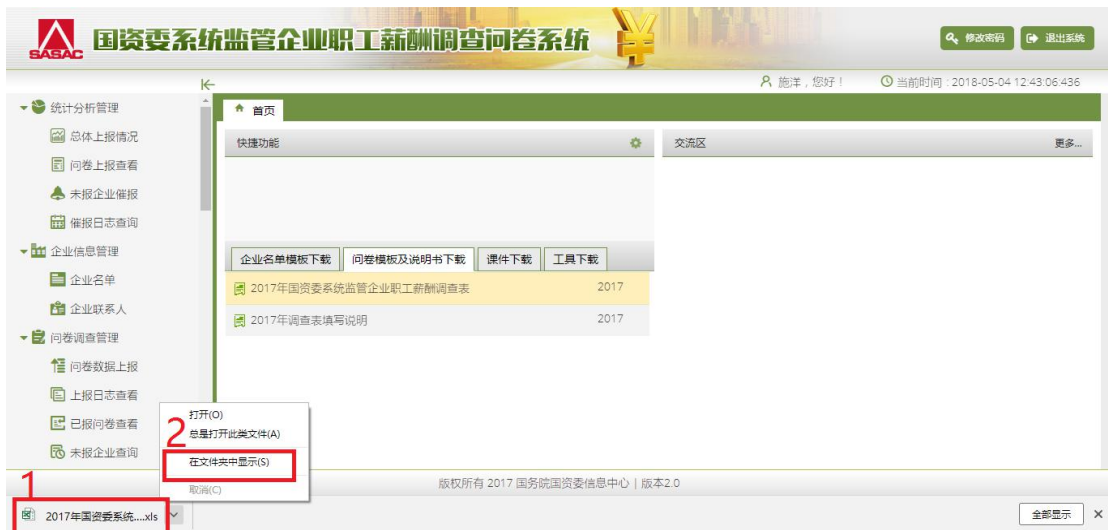 SASAC
国资委系统监管企业职工薪酬调查问卷系统
修改密码 退出系统
施洋，您好！ 当前时间：2018-05-04 12:43:06.436
统计分析管理
总体上报情况
问卷上报查看
未报企业催报
催报日志查询
企业信息管理
企业名单
企业联系人
问卷调查管理
问卷数据上报
上报日志查看
已报问卷查看
未报企业查询
首页
快捷功能
交流区 更多...
企业名单模板下载 问卷模板及说明书下载 课件下载 工具下载
2017年国资委系统监管企业职工薪酬调查表 2017
2017年调查表填写说明 2017
打开(O)
2
总是打开此类文件(A)
在文件夹中显示(S)
取消(C)
版权所有 2017 国务院国资委信息中心 | 版本2.0
1
2017年国资委系统....xls
全部显示